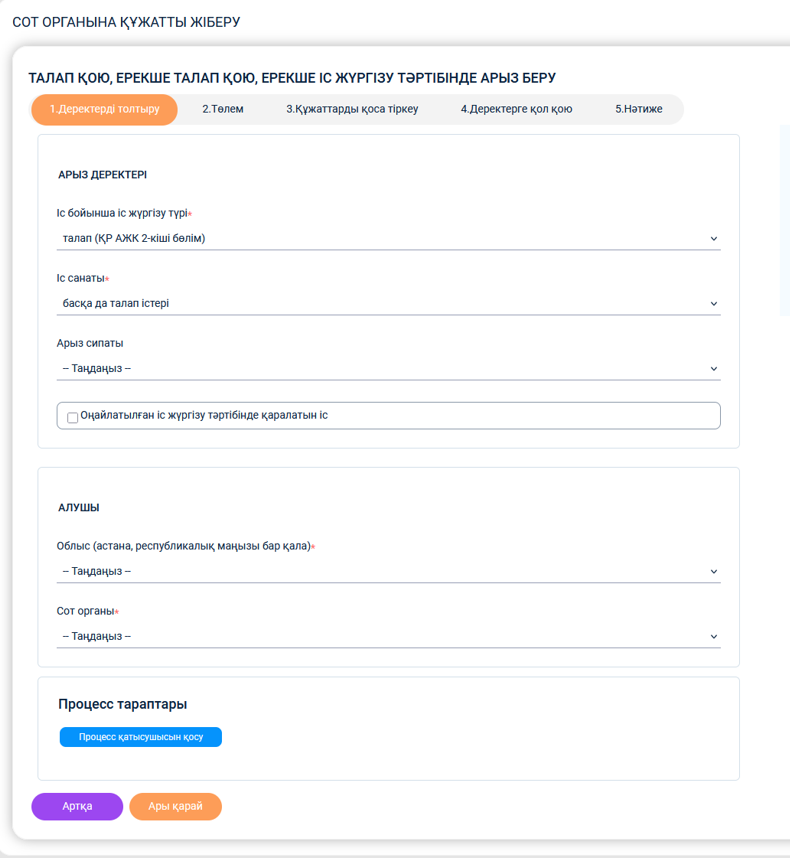 СОТ ОРГАНЫНА ҚҰЖАТТЫ ЖІБЕРУ
ТАЛАП ҚОЮ, ЕРЕКШЕ ТАЛАП ҚОЮ, ЕРЕКШЕ ІС ЖҮРГІЗУ ТӘРТІБІНДЕ АРЫЗ БЕРУ
1.Деректерді толтыру 2.Төлем 3.Құжаттарды қоса тіркеу 4.Деректерге қол қою 5.Нәтиже
АРЫЗ ДЕРЕКТЕРІ
Іс бойынша іс жүргізу түрі*
талап (ҚР АЖК 2-кіші бөлім)
Іс санаты*
басқа да талап істері
Арыз сипаты
-- Таңдаңыз --
Оңайлатылған іс жүргізу тәртібінде қаралатын іс
АЛУШЫ
Облыс (астана, республикалық маңызы бар қала)*
-- Таңдаңыз --
Сот органы*
-- Таңдаңыз --
Процесс тараптары
Процесс қатысушысын қосу
Артқа Ары қарай